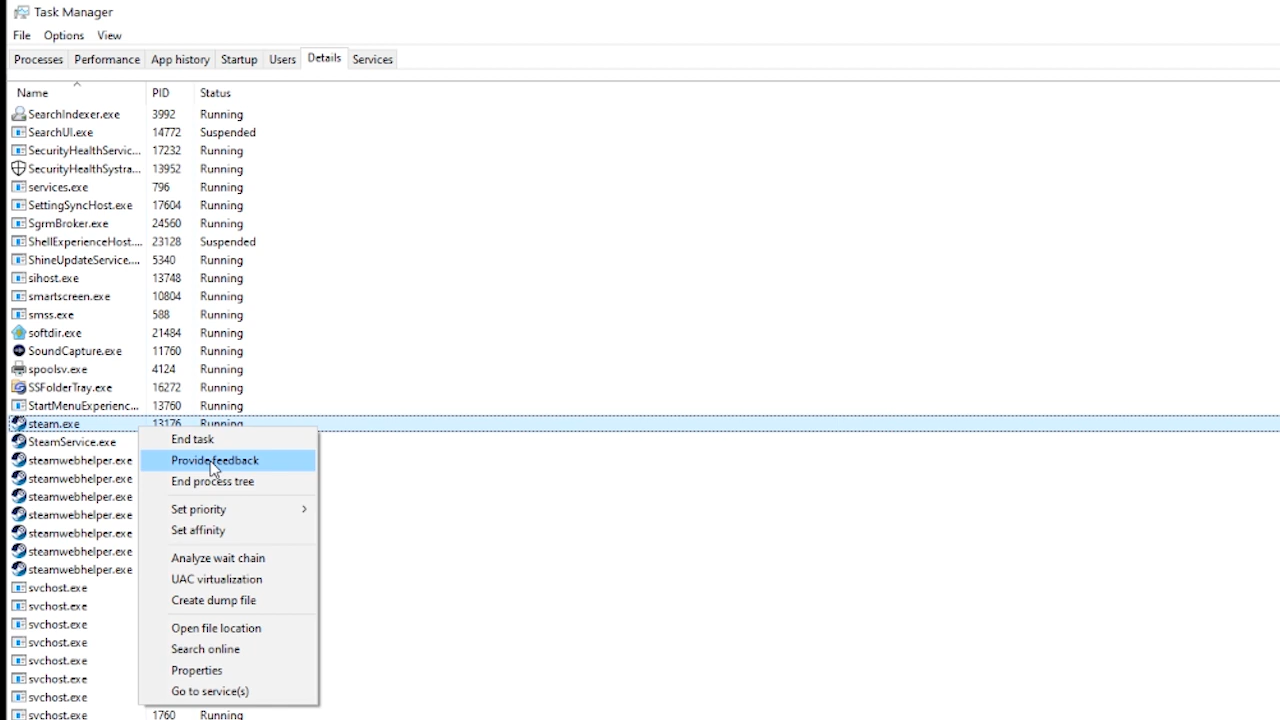 Task Manager
File Options View
Processes Performance App history Startup Users Details Services
Name PID Status
SearchIndexer.exe 3992 Running
SearchUI.exe 14772 Suspended
SecurityHealthServic... 17232 Running
SecurityHealthSystra... 13952 Running
services.exe 796 Running
SettingSyncHost.exe 17604 Running
SgrmBroker.exe 24560 Running
ShellExperienceHost.... 23128 Suspended
ShineUpdateService.... 5340 Running
sihost.exe 13748 Running
smartscreen.exe 10804 Running
smss.exe 588 Running
softdir.exe 21484 Running
SoundCapture.exe 11760 Running
spoolsv.exe 4124 Running
SSFolderTray.exe 16272 Running
StartMenuExperienc... 13760 Running
steam.exe 13176 Running
SteamService.exe
steamwebhelper.exe
steamwebhelper.exe
steamwebhelper.exe
steamwebhelper.exe
steamwebhelper.exe
steamwebhelper.exe
steamwebhelper.exe
svchost.exe
svchost.exe
svchost.exe
svchost.exe
svchost.exe
svchost.exe
svchost.exe
svchost.exe 1760 Running
End task
Provide feedback
End process tree
Set priority
Set affinity
Analyze wait chain
UAC virtualization
Create dump file
Open file location
Search online
Properties
Go to service(s)